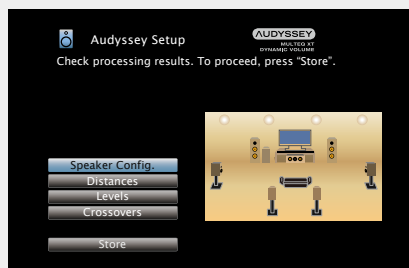 Audyssey Setup
AUDYSSEY
MULTEQ XT
DYNAMIC VOLUME
Check processing results. To proceed, press “Store”.
Speaker Config.
Distances
Levels
Crossovers
Store